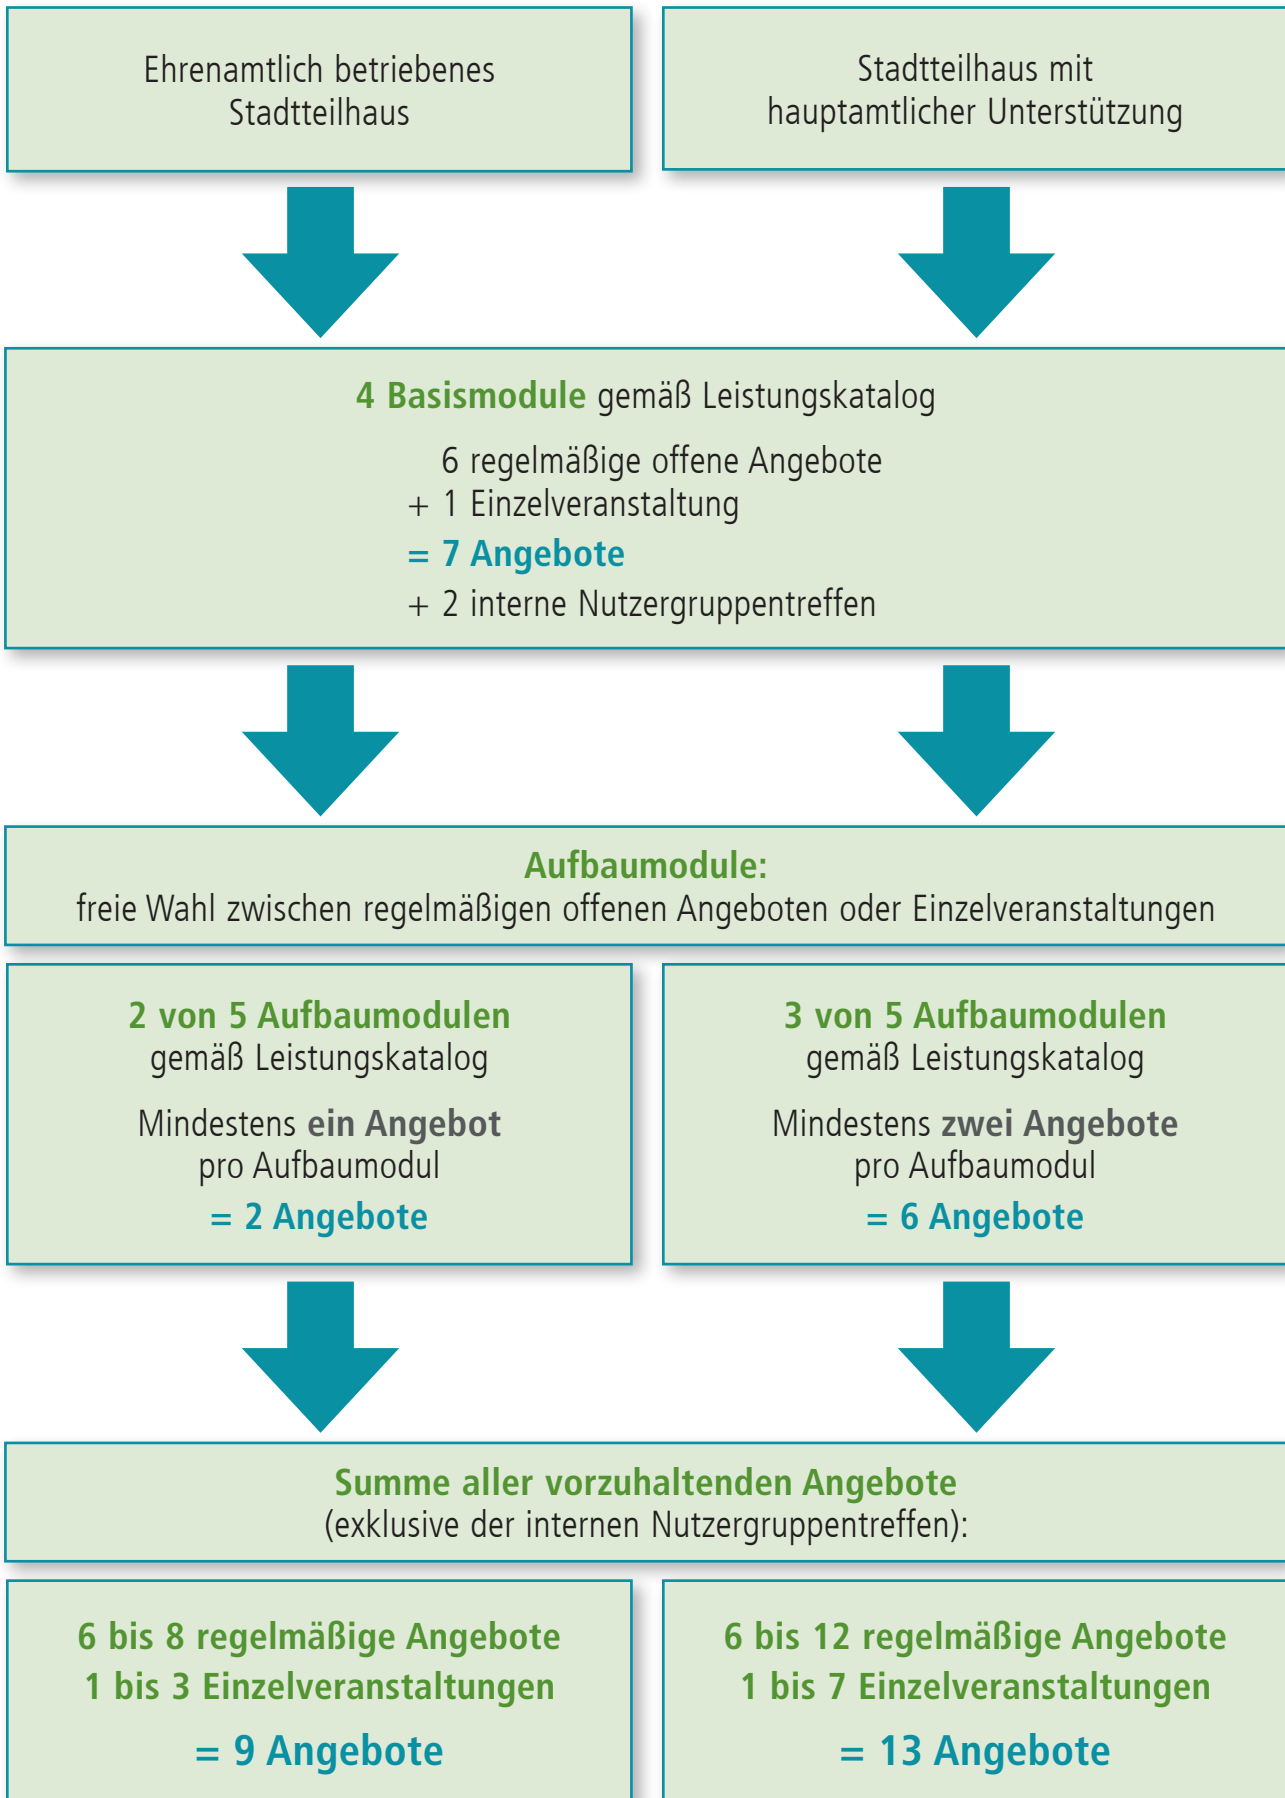 Ehrenamtlich betriebenes
Stadtteilhaus
Stadtteilhaus mit
hauptamtlicher Unterstützung
4 Basismodule gemäß Leistungskatalog
6 regelmäßige offene Angebote
+ 1 Einzelveranstaltung
= 7 Angebote
+ 2 interne Nutzergruppentreffen
Aufbaumodule:
freie Wahl zwischen regelmäßigen offenen Angeboten oder Einzelveranstaltungen
2 von 5 Aufbaumodulen
gemäß Leistungskatalog
Mindestens ein Angebot
pro Aufbaumodul
= 2 Angebote
3 von 5 Aufbaumodulen
gemäß Leistungskatalog
Mindestens zwei Angebote
pro Aufbaumodul
= 6 Angebote
Summe aller vorzuhaltenden Angebote
(exklusive der internen Nutzergruppentreffen):
6 bis 8 regelmäßige Angebote
1 bis 3 Einzelveranstaltungen
= 9 Angebote
6 bis 12 regelmäßige Angebote
1 bis 7 Einzelveranstaltungen
= 13 Angebote